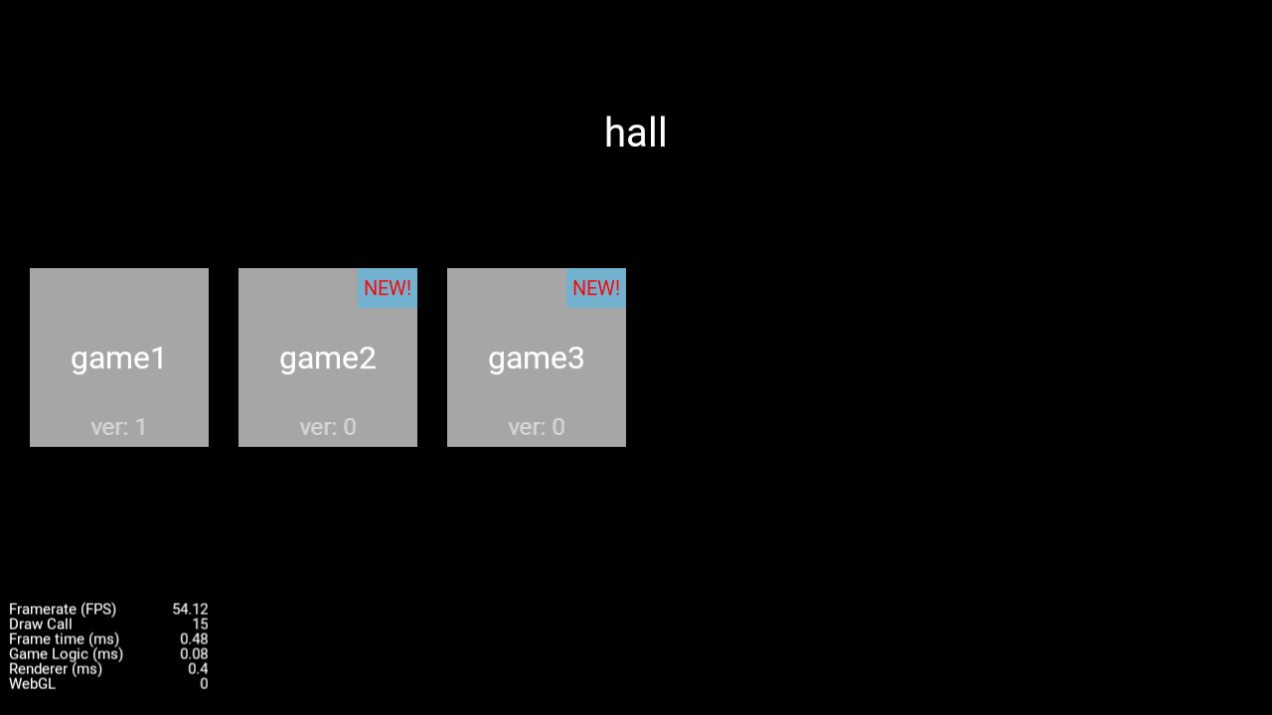 hall
NEW!
NEW!
game1
game2
game3
ver: 1
ver: 0
ver: 0
Framerate (FPS) 54.12
Draw Call 15
Frame time (ms) 0.48
Game Logic (ms) 0.08
Renderer (ms) 0.4
WebGL 0